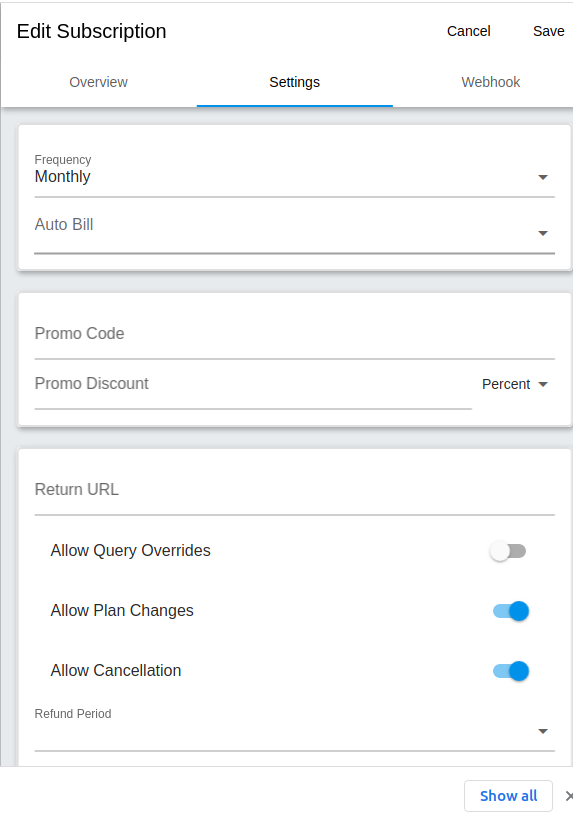 Edit Subscription Cancel Save
Overview Settings Webhook
Frequency
Monthly
Auto Bill
Promo Code
Promo Discount Percent
Return URL
Allow Query Overrides
Allow Plan Changes
Allow Cancellation
Refund Period
Show all